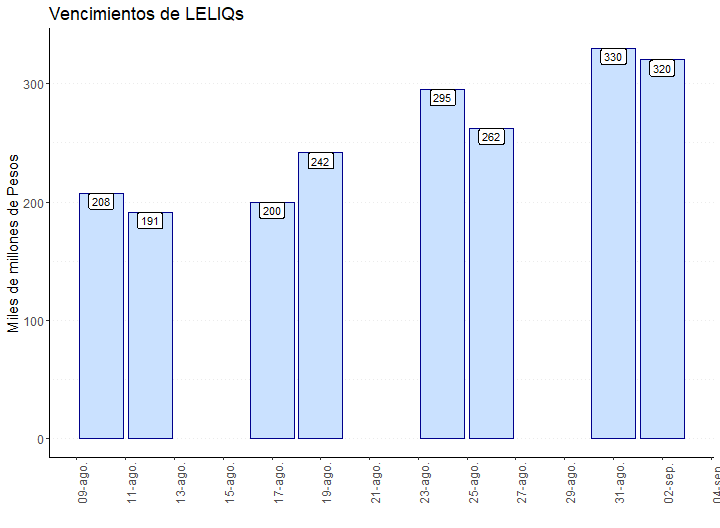 Vencimientos de LELIQs
Miles de millones de Pesos
300
200
100
0
208
191
200
242
295
262
330
320
09-ago.
11-ago.
13-ago.
15-ago.
17-ago.
19-ago.
21-ago.
23-ago.
25-ago.
27-ago.
29-ago.
31-ago.
02-sep.
04-sep